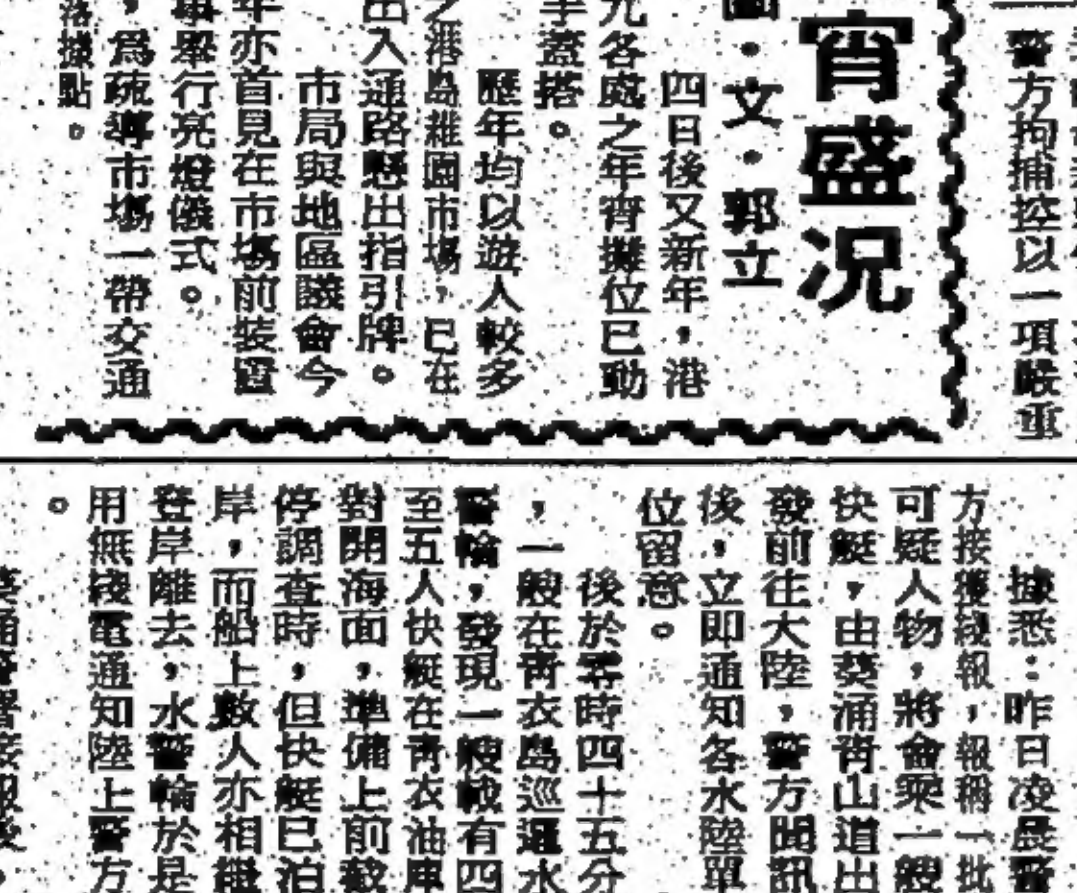 警方拘捕控以一項嚴重
宵盛況
圖・文・郭立
四日後又新年，港
九各處之年宵攤位已動
手蓋搭。
歷年均以遊人較多
之港島維園市場，已在
出入通路懸出指引牌。
市局與地區議會今
年亦首見在市場前裝置
舉行亮燈儀式。
，為疏導市場一帶交通
落據點。
據悉：昨日凌晨警
方接獲綫報，報稱一批
可疑人物，將會乘一艘
快艇，由葵涌青山道出
發前往大陸，警方聞訊
後，立即通知各水陸單
位留意。
後於零時四十五分
，一艘在青衣島巡邏水
警輪，發現一艘載有四
至五人快艇在青衣油庫
對開海面，準備上前截
停調查時，但快艇已泊
岸，而船上數人亦相繼
登岸離去，水警輪於是
用無綫電通知陸上警方
。